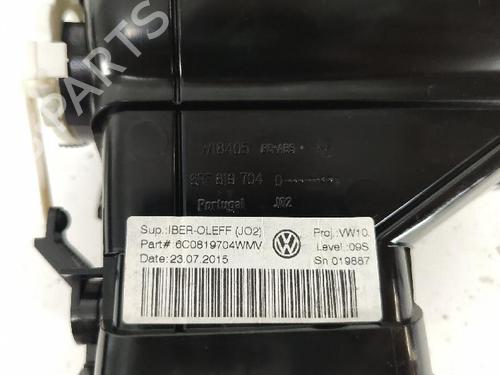 PARTS
704
Portugal J02
Sup.:IBER-OLEFF (JO2) Proj.:VW10.
Part#:6C0819704WMV Level.:09S
Date:23.07.2015 Sn 019887